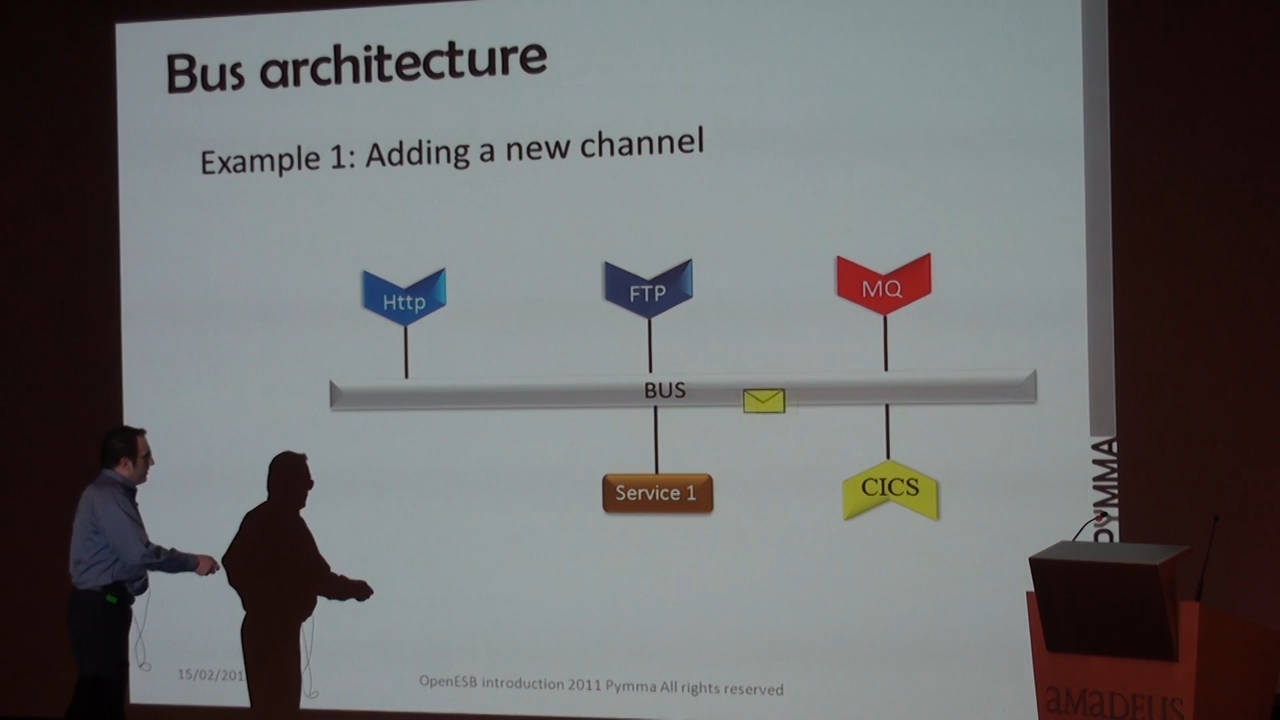 Bus architecture
Example 1: Adding a new channel
Http
FTP
MQ
BUS
Service 1
CICS
PYMMA
15/02/201
OpenESB introduction 2011 Pymma All rights reserved
amadeus